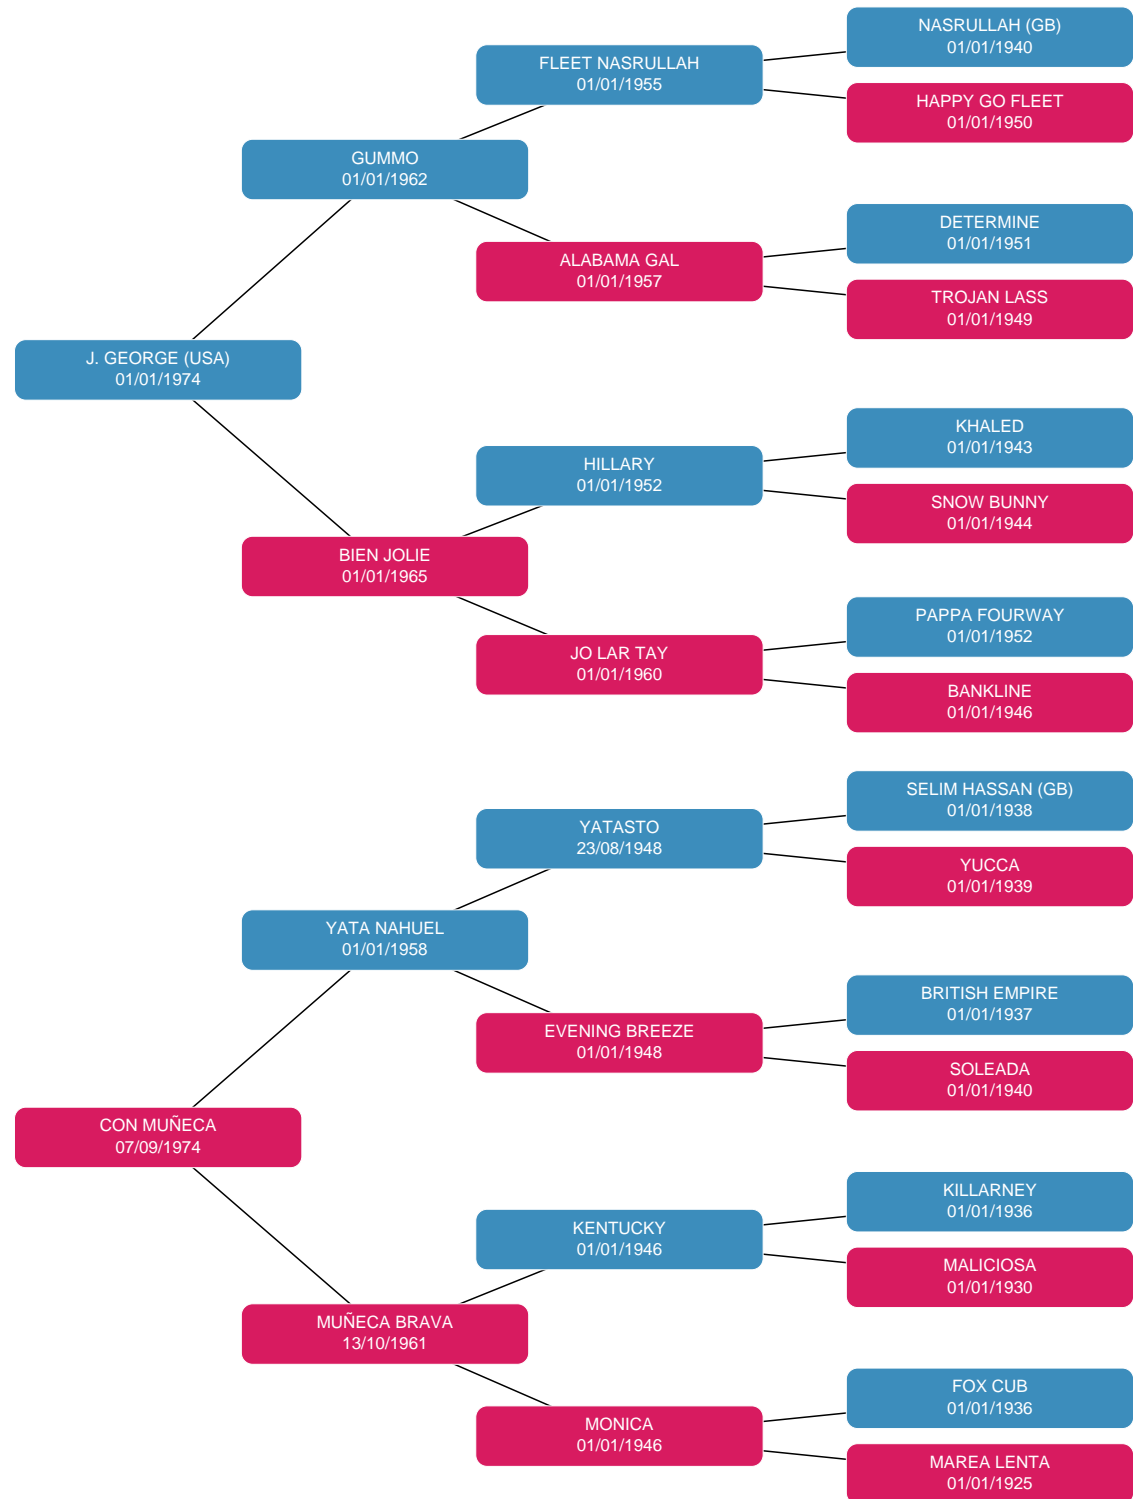 NASRULLAH (GB)
01/01/1940
FLEET NASRULLAH
01/01/1955
HAPPY GO FLEET
01/01/1950
GUMMO
01/01/1962
DETERMINE
01/01/1951
ALABAMA GAL
01/01/1957
TROJAN LASS
01/01/1949
J. GEORGE (USA)
01/01/1974
KHALED
01/01/1943
HILLARY
01/01/1952
SNOW BUNNY
01/01/1944
BIEN JOLIE
01/01/1965
PAPPA FOURWAY
01/01/1952
JO LAR TAY
01/01/1960
BANKLINE
01/01/1946
SELIM HASSAN (GB)
01/01/1938
YATASTO
23/08/1948
YUCCA
01/01/1939
YATA NAHUEL
01/01/1958
BRITISH EMPIRE
01/01/1937
EVENING BREEZE
01/01/1948
SOLEADA
01/01/1940
CON MUÑECA
07/09/1974
KILLARNEY
01/01/1936
KENTUCKY
01/01/1946
MALICIOSA
01/01/1930
MUÑECA BRAVA
13/10/1961
FOX CUB
01/01/1936
MONICA
01/01/1946
MAREA LENTA
01/01/1925